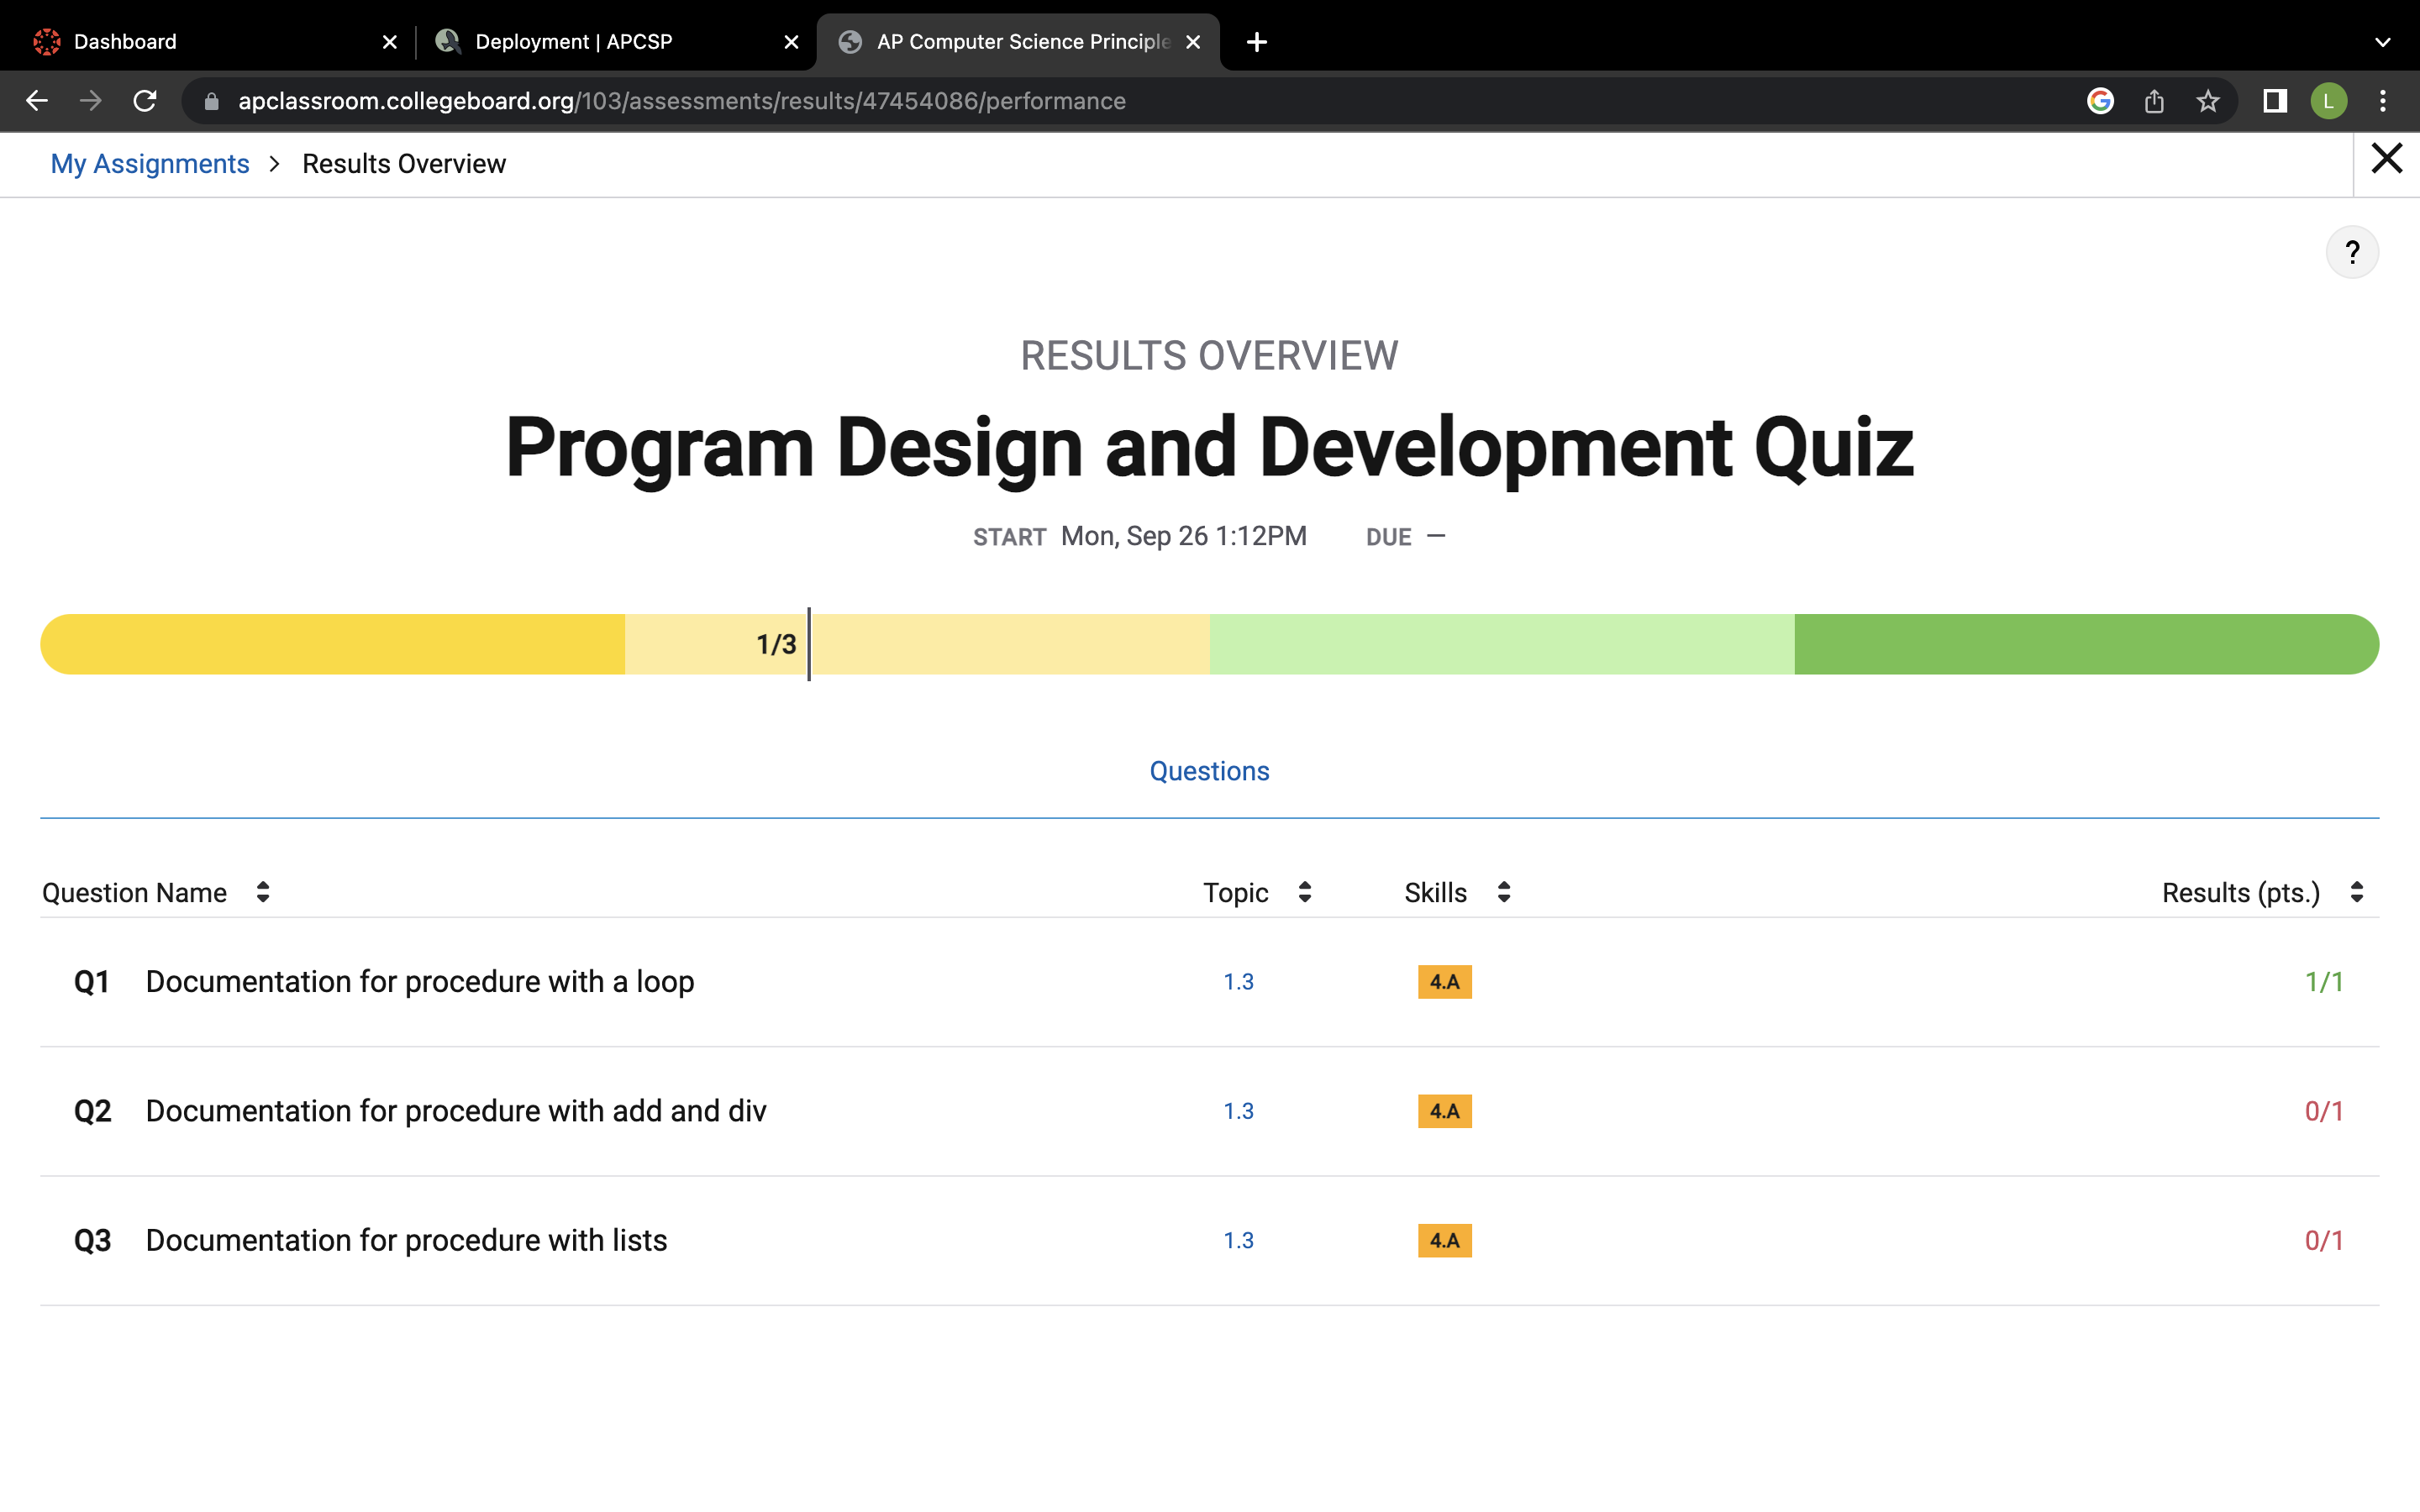 Dashboard
Deployment | APCSP
AP Computer Science Principle
apclassroom.collegeboard.org/103/assessments/results/47454086/performance
L
My Assignments > Results Overview
?
RESULTS OVERVIEW
Program Design and Development Quiz
START Mon, Sep 26 1:12PM DUE —
1/3
Questions
Question Name Topic Skills Results (pts.)
Q1 Documentation for procedure with a loop 1.3 4.A 1/1
Q2 Documentation for procedure with add and div 1.3 4.A 0/1
Q3 Documentation for procedure with lists 1.3 4.A 0/1